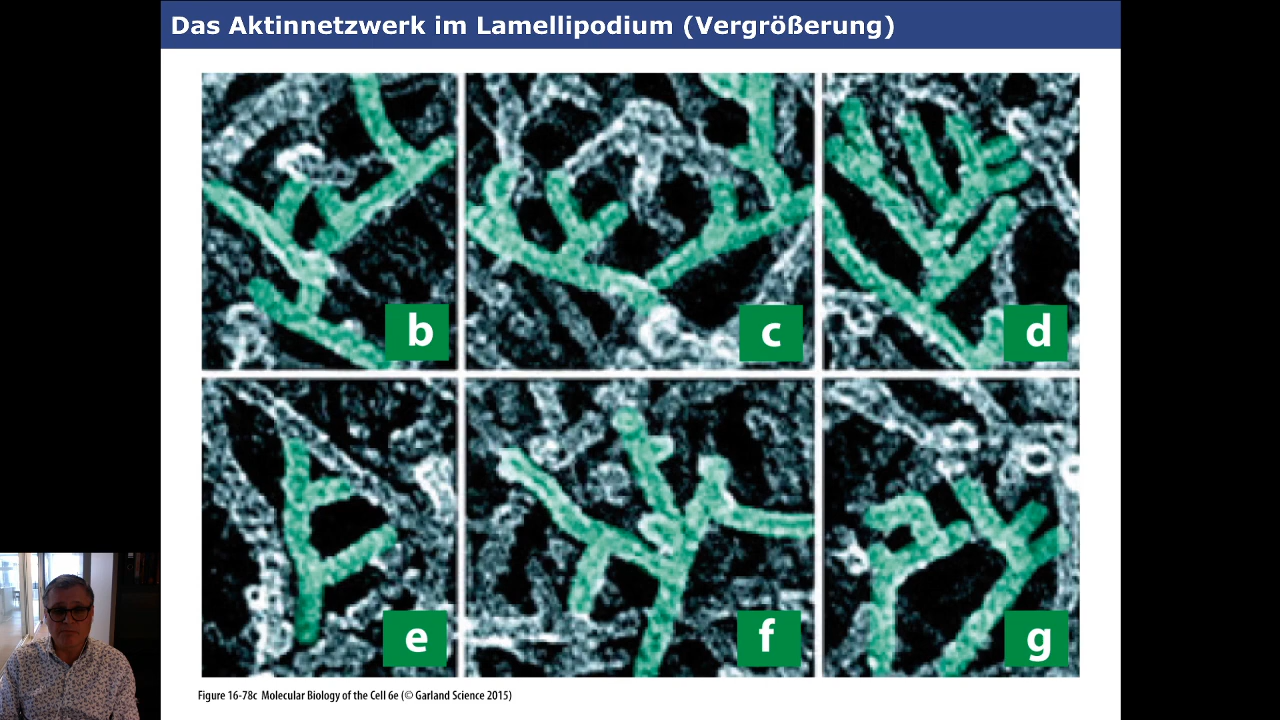 Das Aktinnetzwerk im Lamellipodium (Vergrößerung)
b
c
d
e
f
g
Figure 16-78c Molecular Biology of the Cell 6e (© Garland Science 2015)